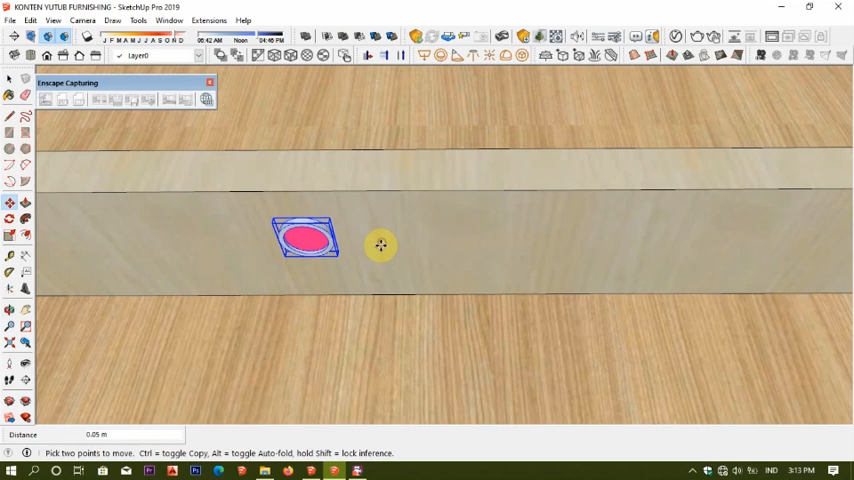 KONTEN YUTUB FURNISHING* - SketchUp Pro 2019
File Edit View Camera Draw Tools Window Extensions Help
J F M A M J J A S O N D 06:42 AM Noon 04:46 PM
Layer0
Enscape Capturing
Distance 0.05 m
Pick two points to move. Ctrl = toggle Copy, Alt = toggle Auto-fold, hold Shift = lock inference.
IND 3:13 PM